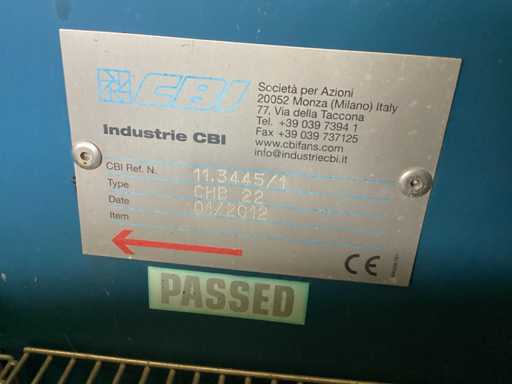 CBI
Industrie CBI
Società per Azioni
20052 Monza (Milano) Italy
77, Via della Taccona
Tel. +39 039 7394 1
Fax +39 039 737125
www.cbifans.com
info@industriecbi.it
CBI Ref. N. 11.3445/1
Type CHB 22
Date 04/2012
Item
CE
PASSED